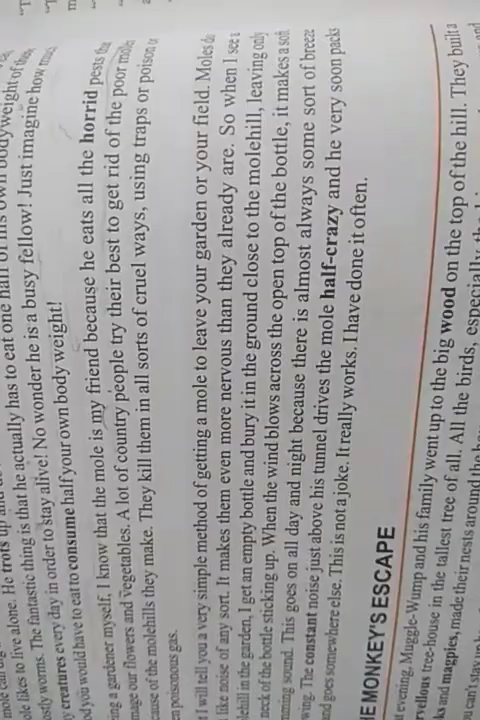 mole likes to live alone. He trots up and
mostly worms. The fantastic thing is that he actually has to eat one half of his own bodyweight of
creatures every day in order to stay alive! No wonder he is a busy fellow! Just imagine how
you would have to eat to consume half your own body weight!
a gardener myself, I know that the mole is my friend because he eats all the horrid pests
our flowers and vegetables. A lot of country people try their best to get rid of the poor
of the molehills they make. They kill them in all sorts of cruel ways, using traps or poison or
poisonous gas.
I will tell you a very simple method of getting a mole to leave your garden or your field. Moles
like noise of any sort. It makes them even more nervous than they already are. So when I see a
in the garden, I get an empty bottle and bury it in the ground close to the molehill, leaving only
neck of the bottle sticking up. When the wind blows across the open top of the bottle, it makes a soft
sound. This goes on all day and night because there is almost always some sort of breeze
The constant noise just above his tunnel drives the mole half-crazy and he very soon packs
and goes somewhere else. This is not a joke. It really works. I have done it often.
MONKEY'S ESCAPE
evening, Muggle-Wump and his family went up to the big wood on the top of the hill. They built a
tree-house in the tallest tree of all. All the birds, especially the
and magpies, made their nests around the